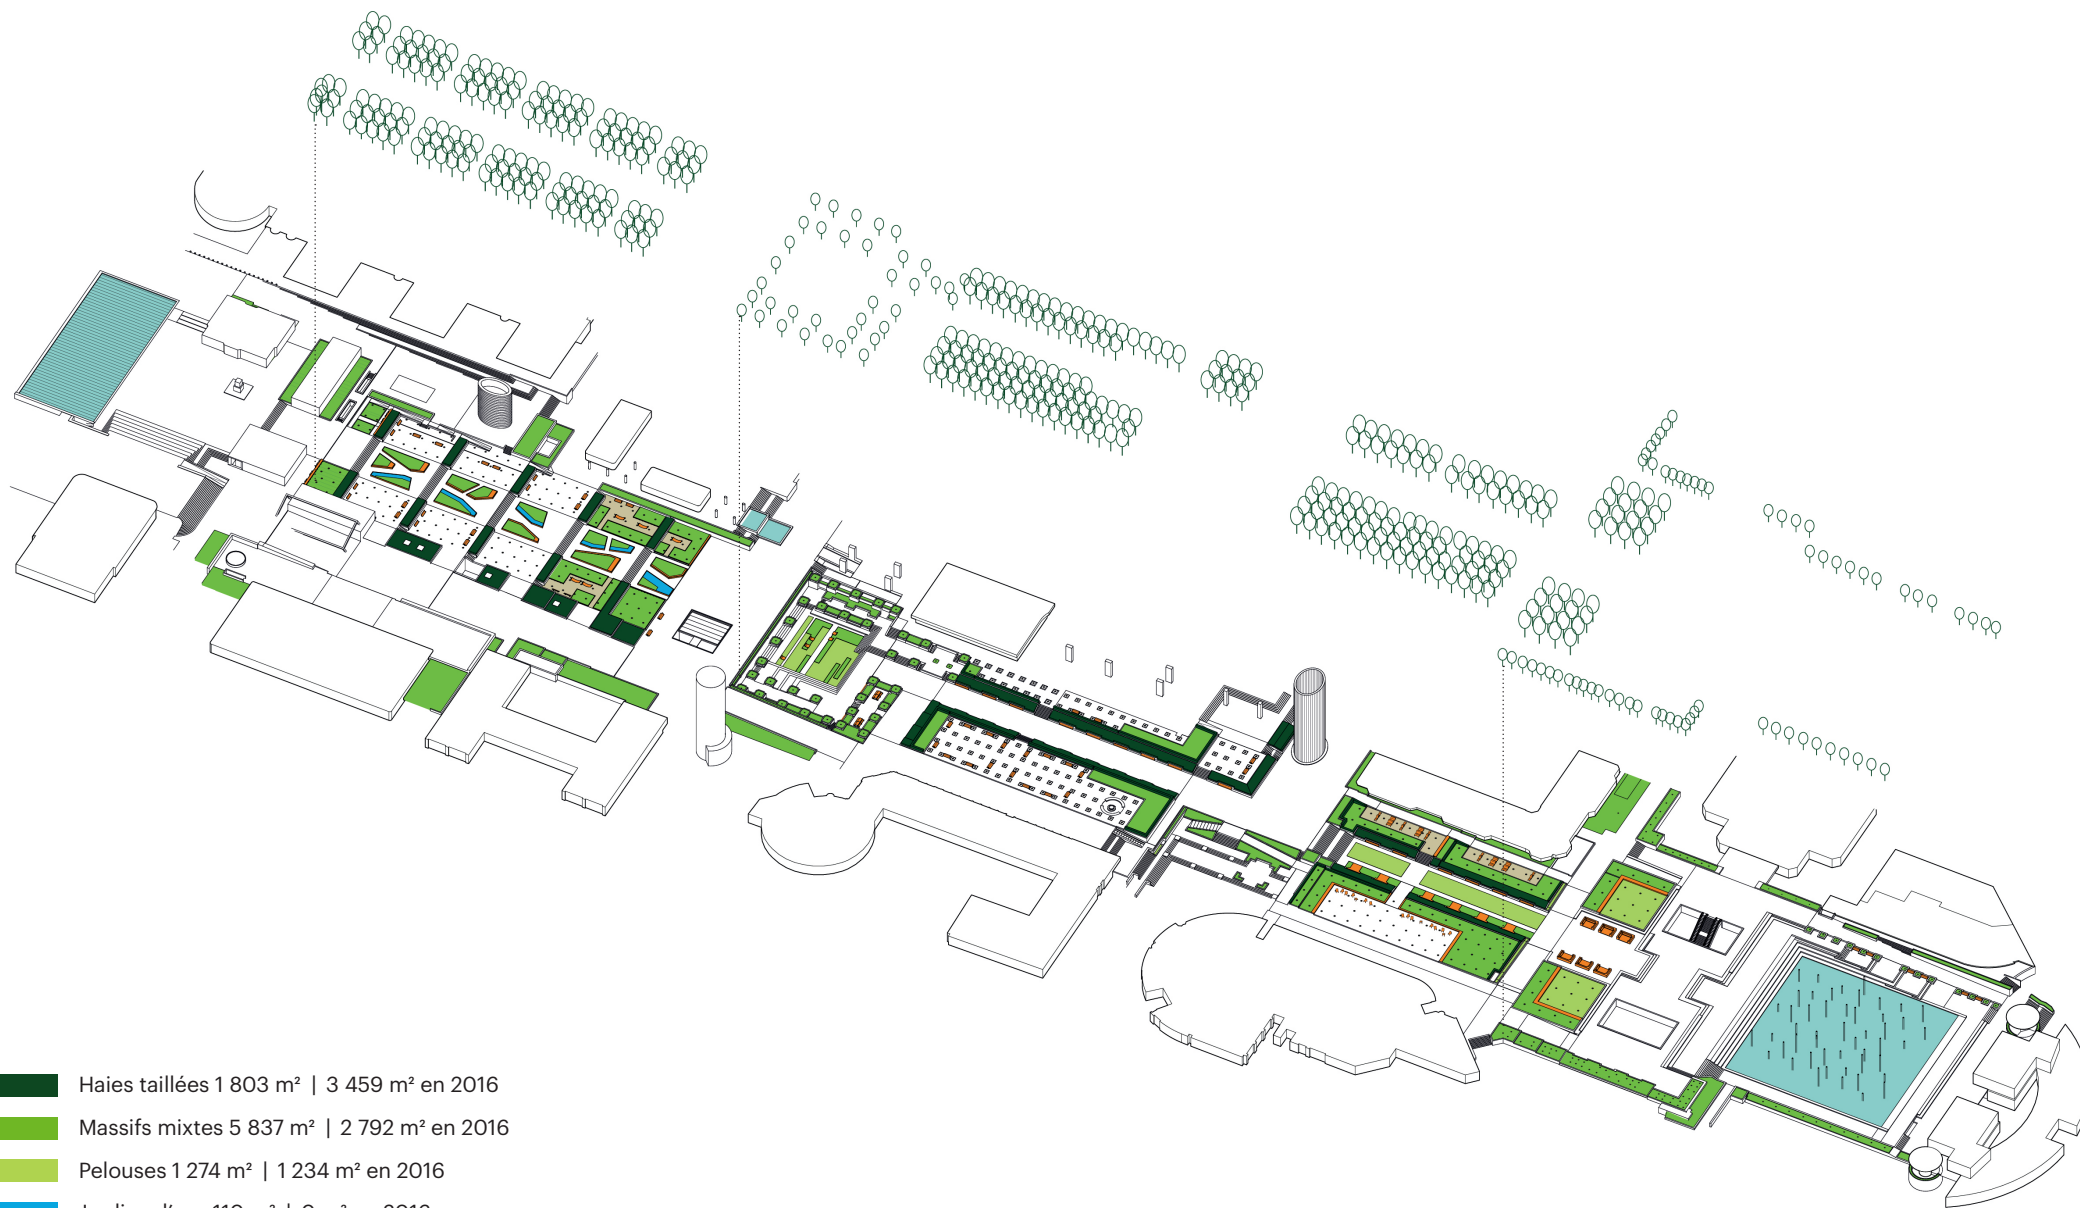 Haies taillées 1 803 m² | 3 459 m² en 2016
Massifs mixtes 5 837 m² | 2 792 m² en 2016
Pelouses 1 274 m² | 1 234 m² en 2016